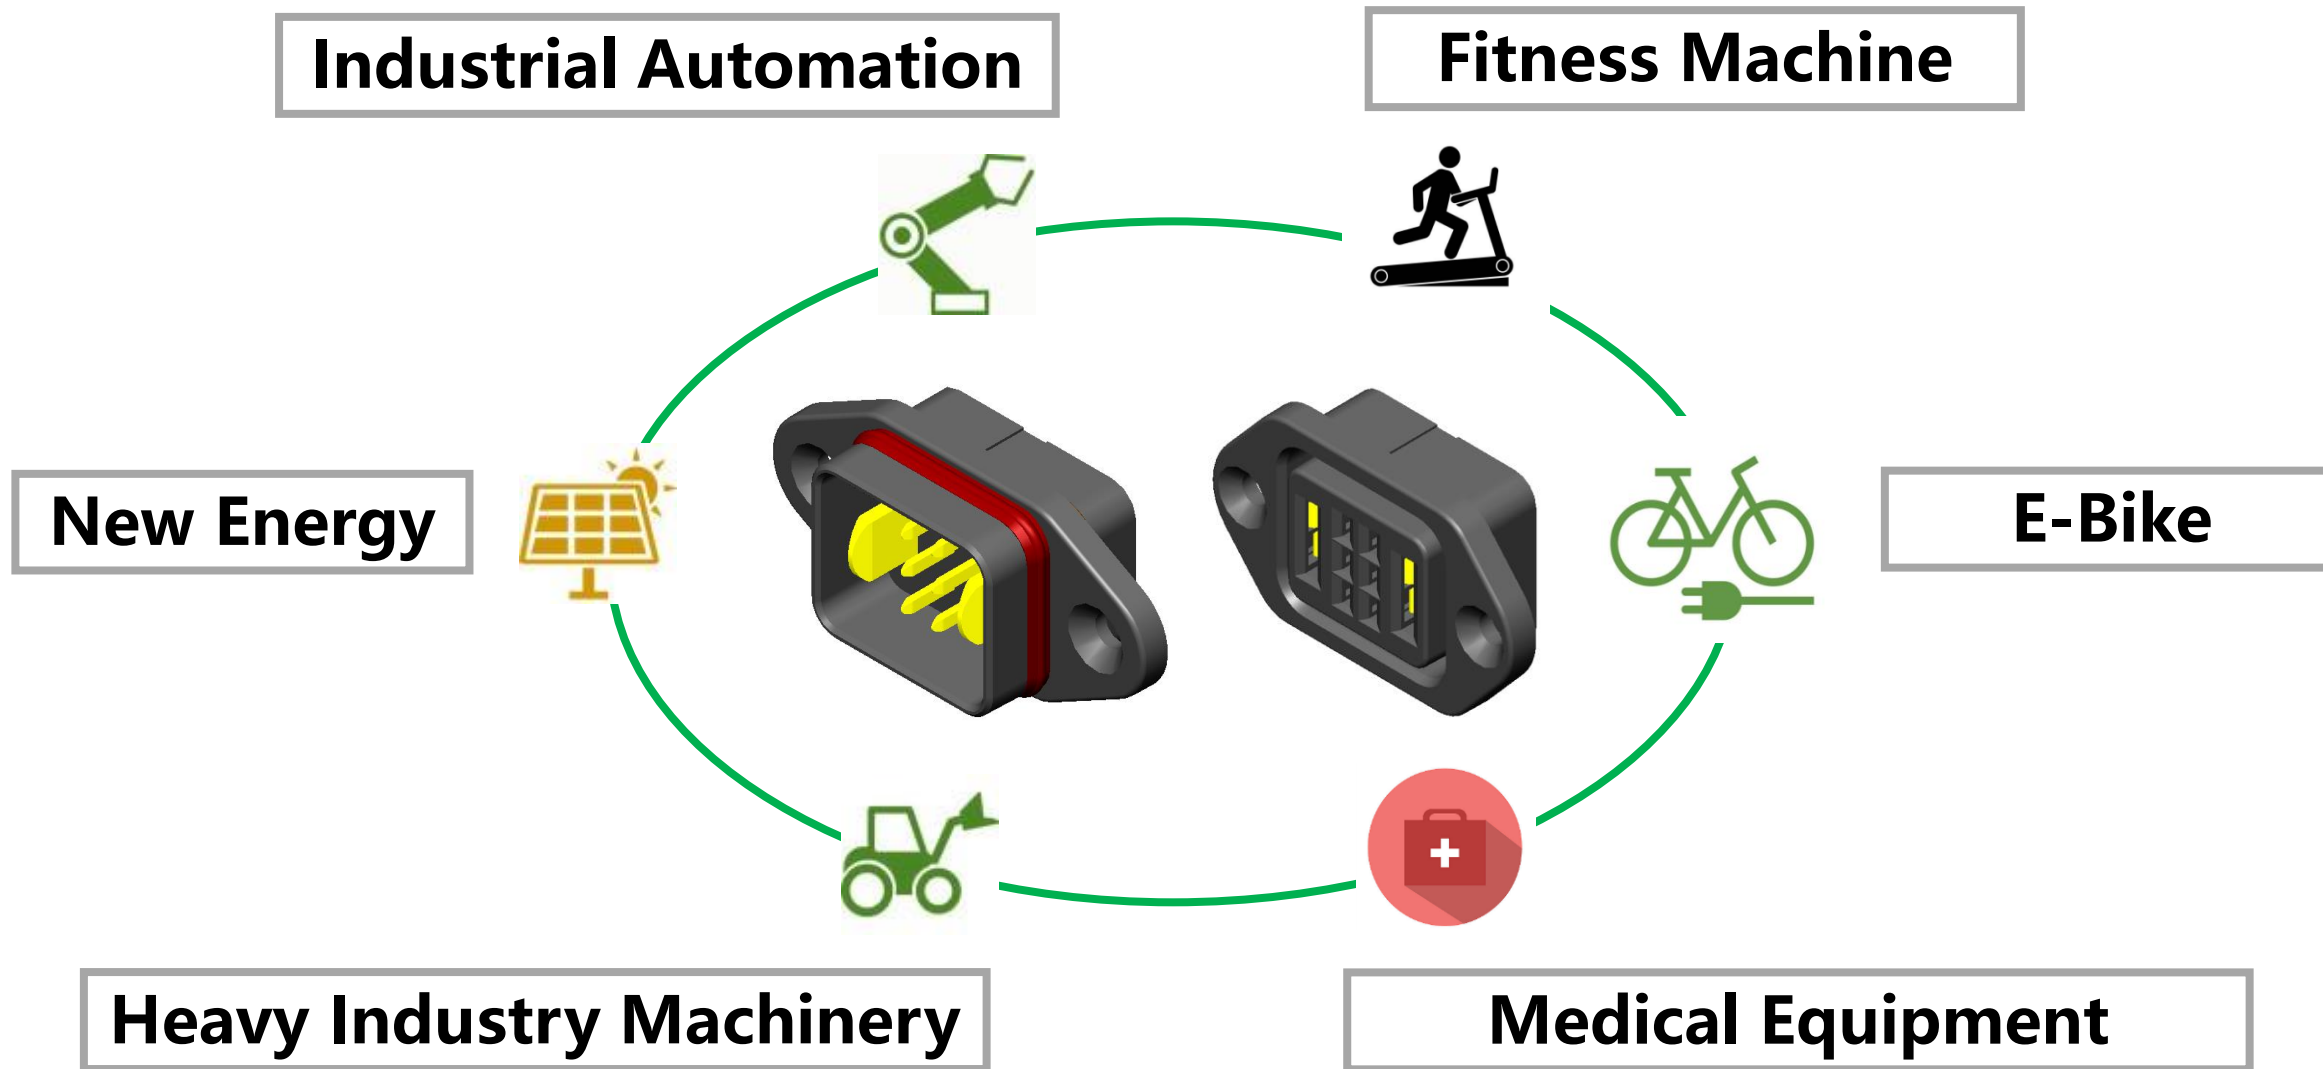 Industrial Automation
Fitness Machine
New Energy
E-Bike
Heavy Industry Machinery
Medical Equipment